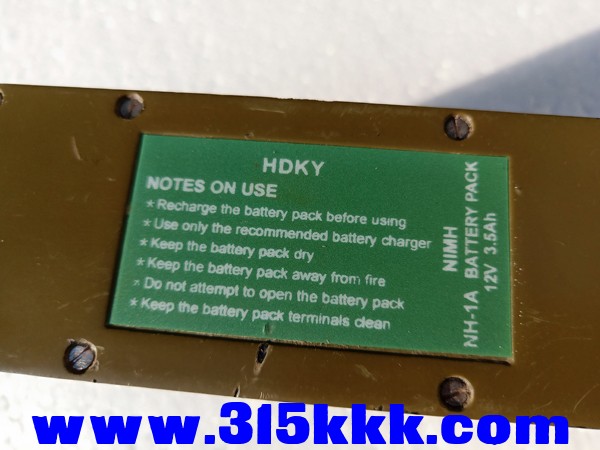 HDKY
NOTES ON USE
* Recharge the battery pack before using
* Use only the recommended battery charger
* Keep the battery pack dry
* Keep the battery pack away from fire
* Do not attempt to open the battery pack
* Keep the battery pack terminals clean
NIMH
NH-1A BATTERY PACK
12V 3.5Ah
www.315kkk.com